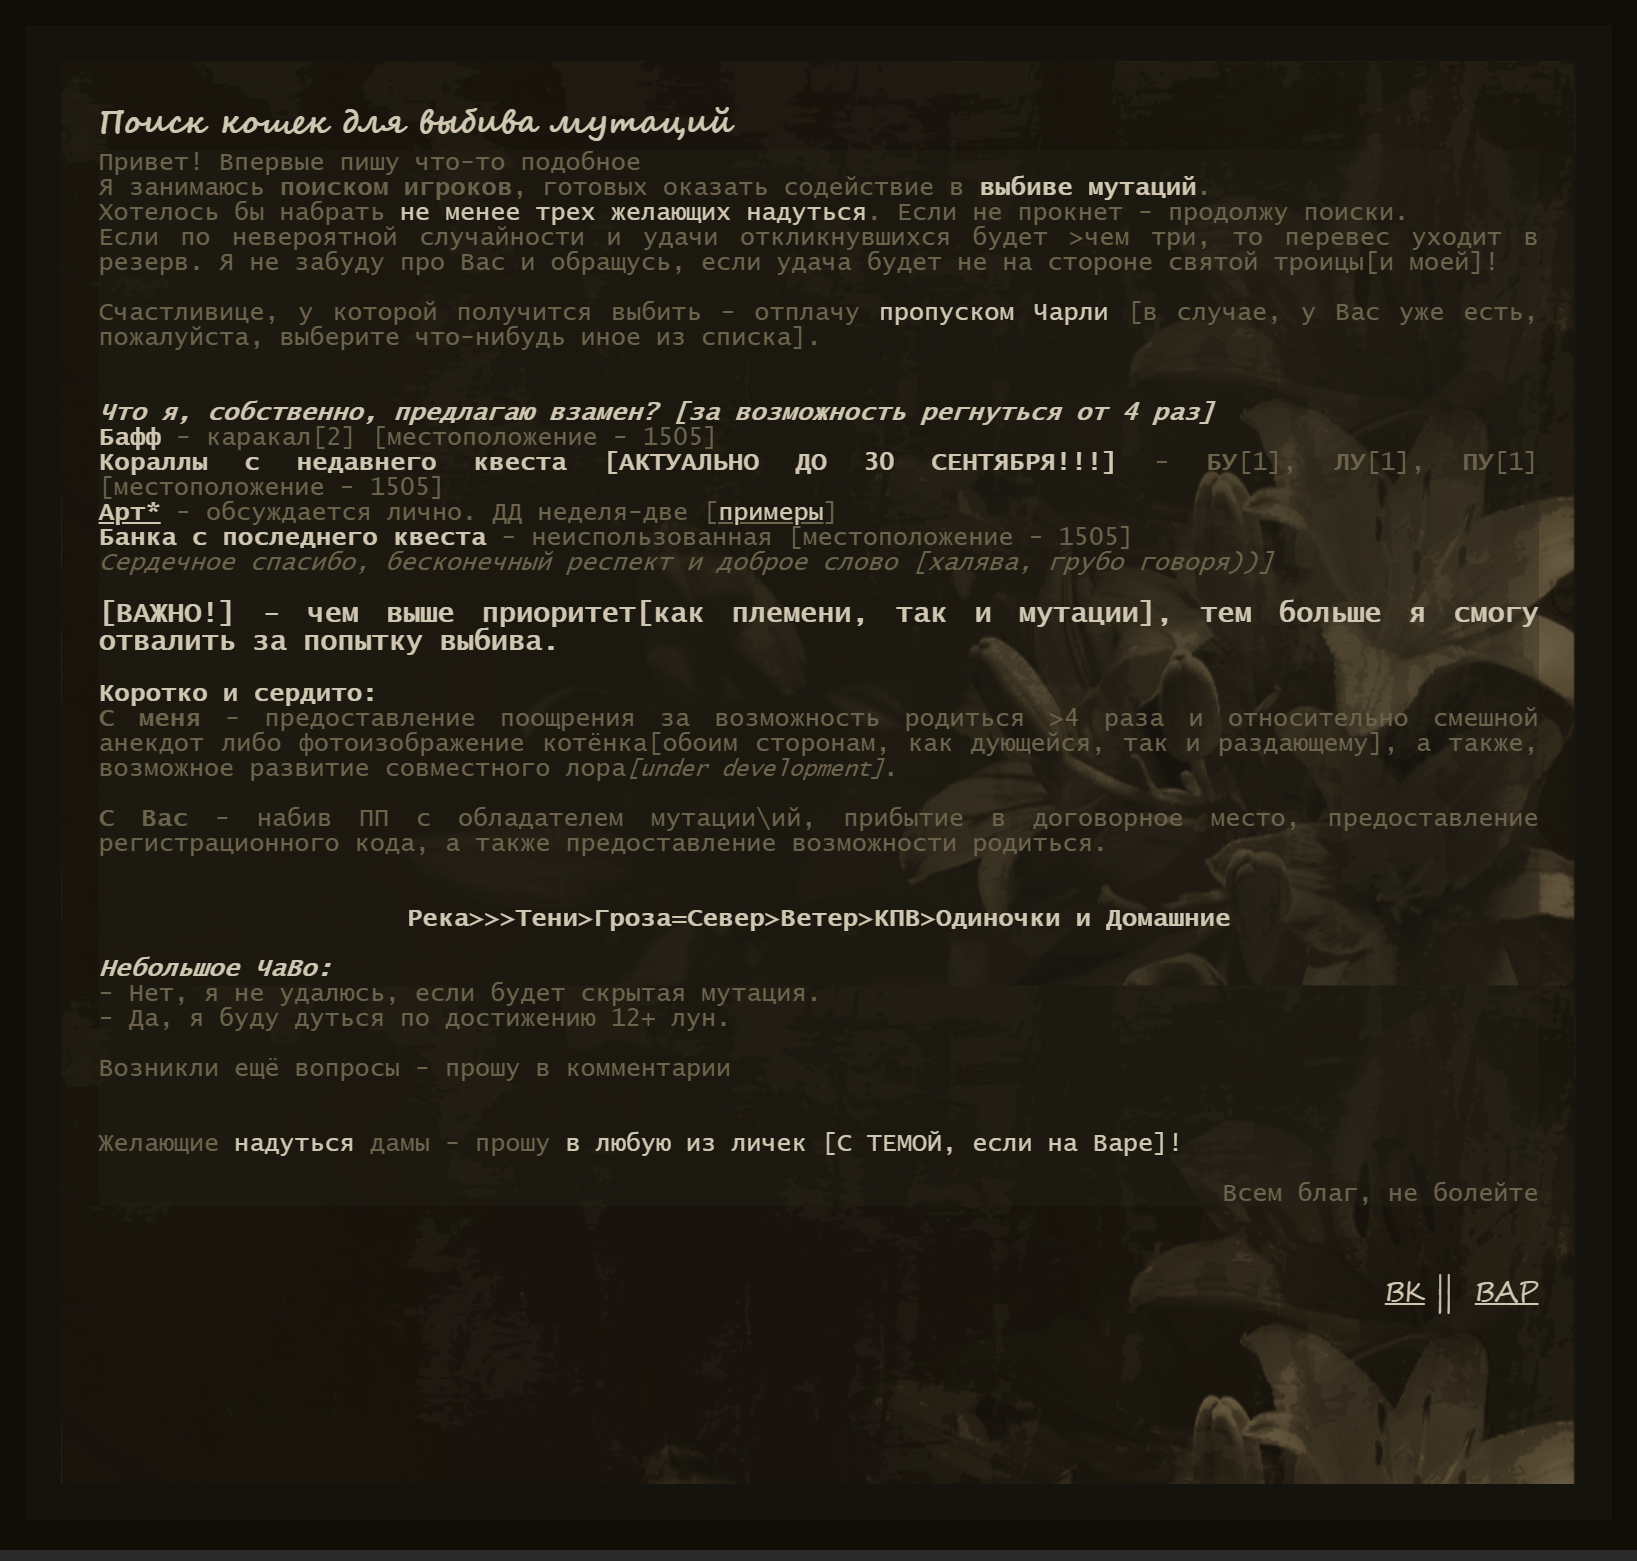 Поиск кошек для выбива мутаций
Привет! Впервые пишу что-то подобное
Я занимаюсь поиском игроков, готовых оказать содействие в выбиве мутаций.
Хотелось бы набрать не менее трех желающих надуться. Если не прокнет - продолжу поиски.
Если по невероятной случайности и удачи откликнувшихся будет >чем три, то перевес уходит в
резерв. Я не забуду про Вас и обращусь, если удача будет не на стороне святой троицы[и моей]!
Счастливице, у которой получится выбить - отплачу пропуском Чарли [в случае, у Вас уже есть,
пожалуйста, выберите что-нибудь иное из списка].
Что я, собственно, предлагаю взамен? [за возможность регнуться от 4 раз]
Бафф - каракал[2] [местоположение - 1505]
Кораллы с недавнего квеста [АКТУАЛЬНО ДО 30 СЕНТЯБРЯ!!!] - БУ[1], ЛУ[1], ПУ[1]
[местоположение - 1505]
Арт* - обсуждается лично. ДД неделя-две [примеры]
Банка с последнего квеста - неиспользованная [местоположение - 1505]
Сердечное спасибо, бесконечный респект и доброе слово [халява, грубо говоря))]
[ВАЖНО!] - чем выше приоритет[как племени, так и мутации], тем больше я смогу
отвалить за попытку выбива.
Коротко и сердито:
С меня - предоставление поощрения за возможность родиться >4 раза и относительно смешной
анекдот либо фотоизображение котёнка[обоим сторонам, как дующейся, так и раздающему], а также,
возможное развитие совместного лора[under development].
С Вас - набив ПП с обладателем мутации\ий, прибытие в договорное место, предоставление
регистрационного кода, а также предоставление возможности родиться.
Река>>>Тени>Гроза=Север>Ветер>КПВ>Одиночки и Домашние
Небольшое ЧаВо:
- Нет, я не удалюсь, если будет скрытая мутация.
- Да, я буду дуться по достижению 12+ лун.
Возникли ещё вопросы - прошу в комментарии
Желающие надуться дамы - прошу в любую из личек [С ТЕМОЙ, если на Варе]!
Всем благ, не болейте
ВК || ВАР